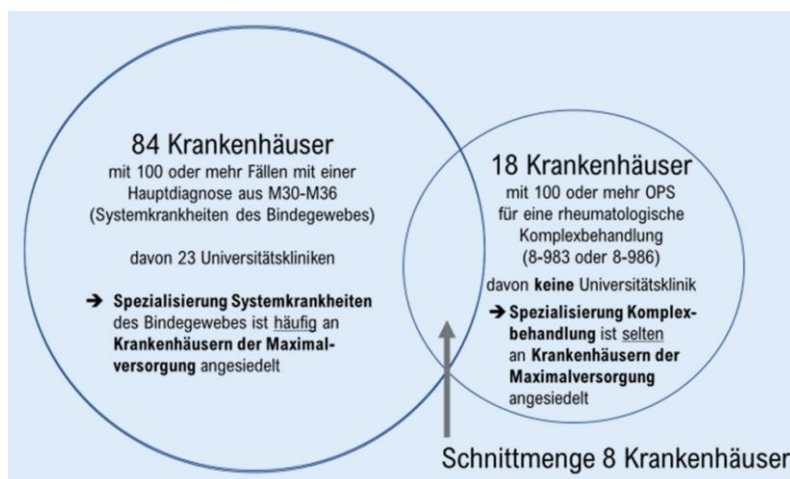 84 Krankenhäuser
mit 100 oder mehr Fällen mit einer
Hauptdiagnose aus M30-M36
(Systemkrankheiten des Bindegewebes)
davon 23 Universitätskliniken
➔ Spezialisierung Systemkrankheiten
des Bindegewebes ist häufig an
Krankenhäusern der Maximal-
versorgung angesiedelt
18 Krankenhäuser
mit 100 oder mehr OPS
für eine rheumatologische
Komplexbehandlung
(8-983 oder 8-986)
davon keine Universitätsklinik
➔ Spezialisierung Komplex-
behandlung ist selten
an Krankenhäusern der
Maximalversorgung
angesiedelt
Schnittmenge 8 Krankenhäuser